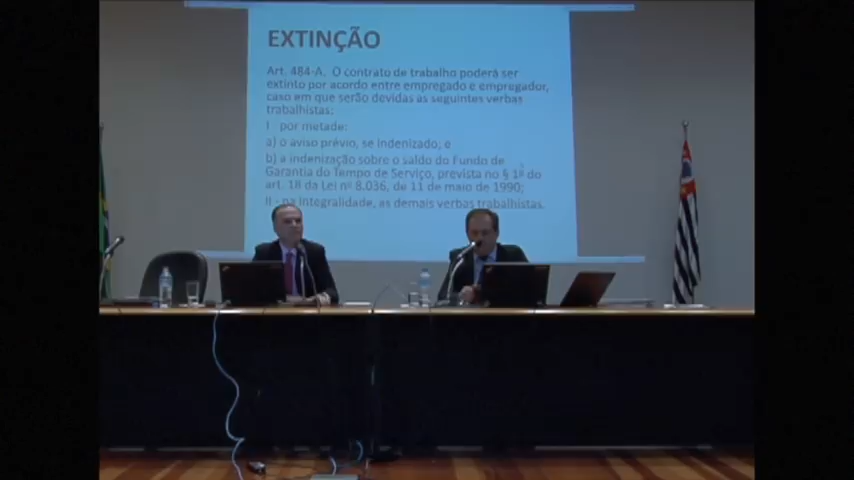 EXTINÇÃO
Art. 484-A. O contrato de trabalho poderá ser
extinto por acordo entre empregado e empregador,
caso em que serão devidas as seguintes verbas
trabalhistas:
I - por metade:
a) o aviso prévio, se indenizado; e
b) a indenização sobre o saldo do Fundo de
Garantia do Tempo de Serviço, prevista no § 1º do
art. 18 da Lei nº 8.036, de 11 de maio de 1990;
II - na integralidade, as demais verbas trabalhistas.